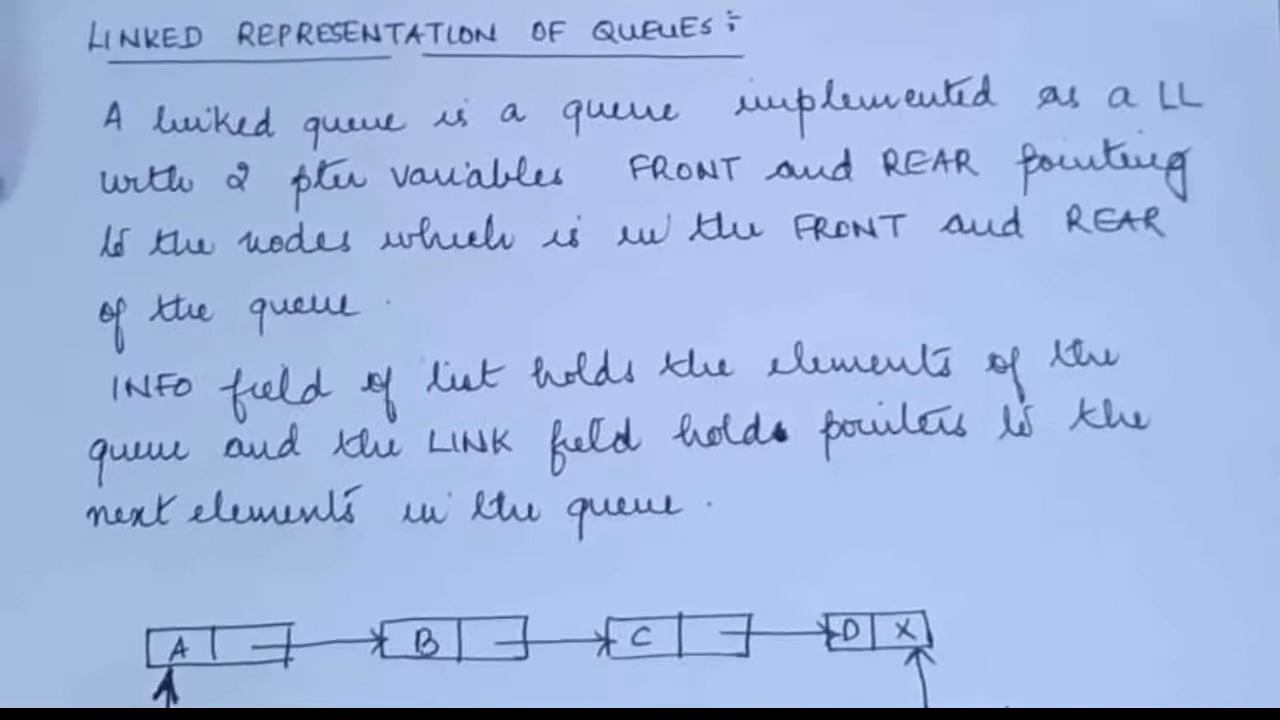 LINKED REPRESENTATION OF QUEUES :-
A linked queue is a queue implemented as a LL
with 2 pter variables FRONT and REAR pointing
to the nodes which is in the FRONT and REAR
of the queue.
INFO field of list holds the elements of the
queue and the LINK field holds pointers to the
next elements in the queue.
A B C D X